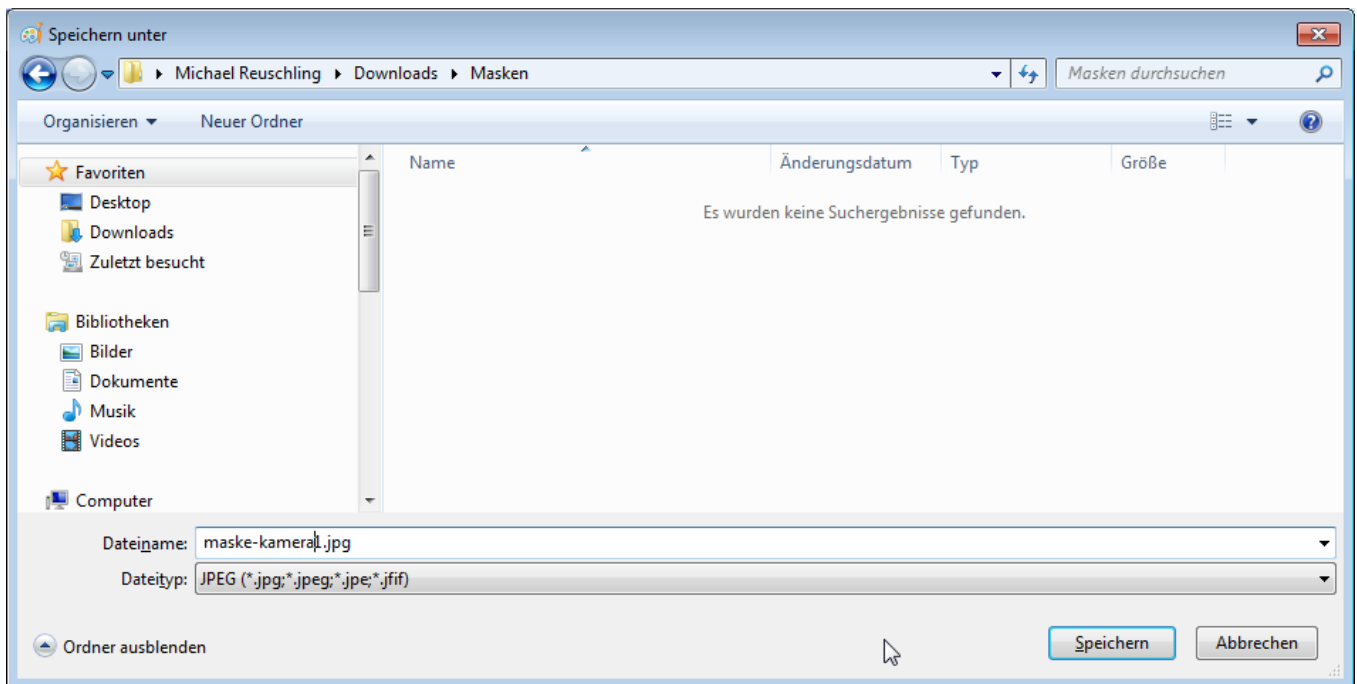 Speichern unter
Michael Reuschling Downloads Masken Masken durchsuchen
Organisieren Neuer Ordner
Favoriten
Desktop
Downloads
Zuletzt besucht
Bibliotheken
Bilder
Dokumente
Musik
Videos
Computer
Name Änderungsdatum Typ Größe
Es wurden keine Suchergebnisse gefunden.
Dateiname: maske-kamera1.jpg
Dateityp: JPEG (*.jpg;*.jpeg;*.jpe;*.jfif)
Ordner ausblenden Speichern Abbrechen